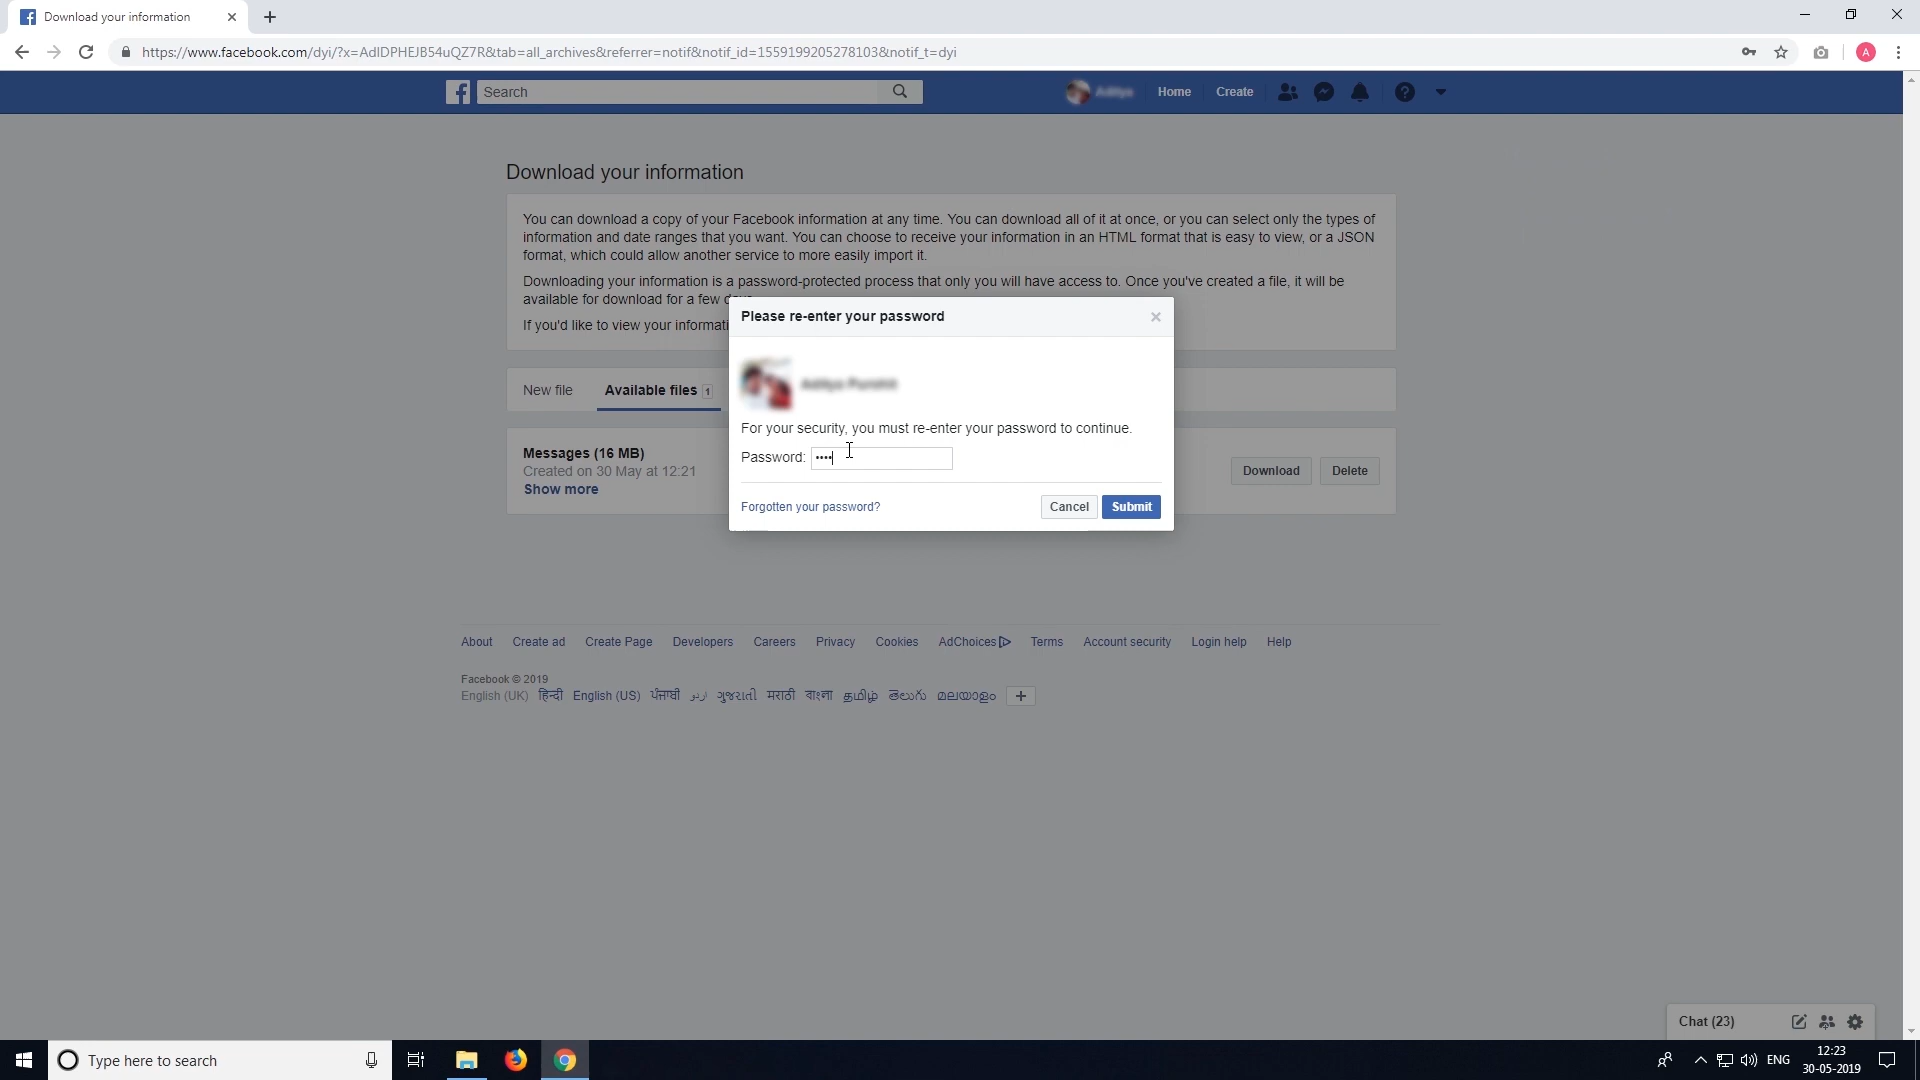 Download your information
https://www.facebook.com/dyi/?x=AdIDPHEJB54uQZ7R&tab=all_archives&referrer=notif&notif_id=1559199205278103&notif_t=dyi
A
Search
Home
Create
Download your information
You can download a copy of your Facebook information at any time. You can download all of it at once, or you can select only the types of
information and date ranges that you want. You can choose to receive your information in an HTML format that is easy to view, or a JSON
format, which could allow another service to more easily import it.
Downloading your information is a password-protected process that only you will have access to. Once you've created a file, it will be
available for download for a few
If you'd like to view your
New file
Available files 1
Messages (16 MB)
Created on 30 May at 12:21
Show more
Download
Delete
Please re-enter your password
For your security, you must re-enter your password to continue.
Password: ••••
Forgotten your password?
Cancel
Submit
About Create ad Create Page Developers Careers Privacy Cookies AdChoices Terms Account security Login help Help
Facebook © 2019
English (UK) हिन्दी English (US) ਪੰਜਾਬੀ اردو ગુજરાતી मराठी বাংলা தமிழ் తెలుగు മലയാളം +
Chat (23)
Type here to search
ENG
12:23
30-05-2019